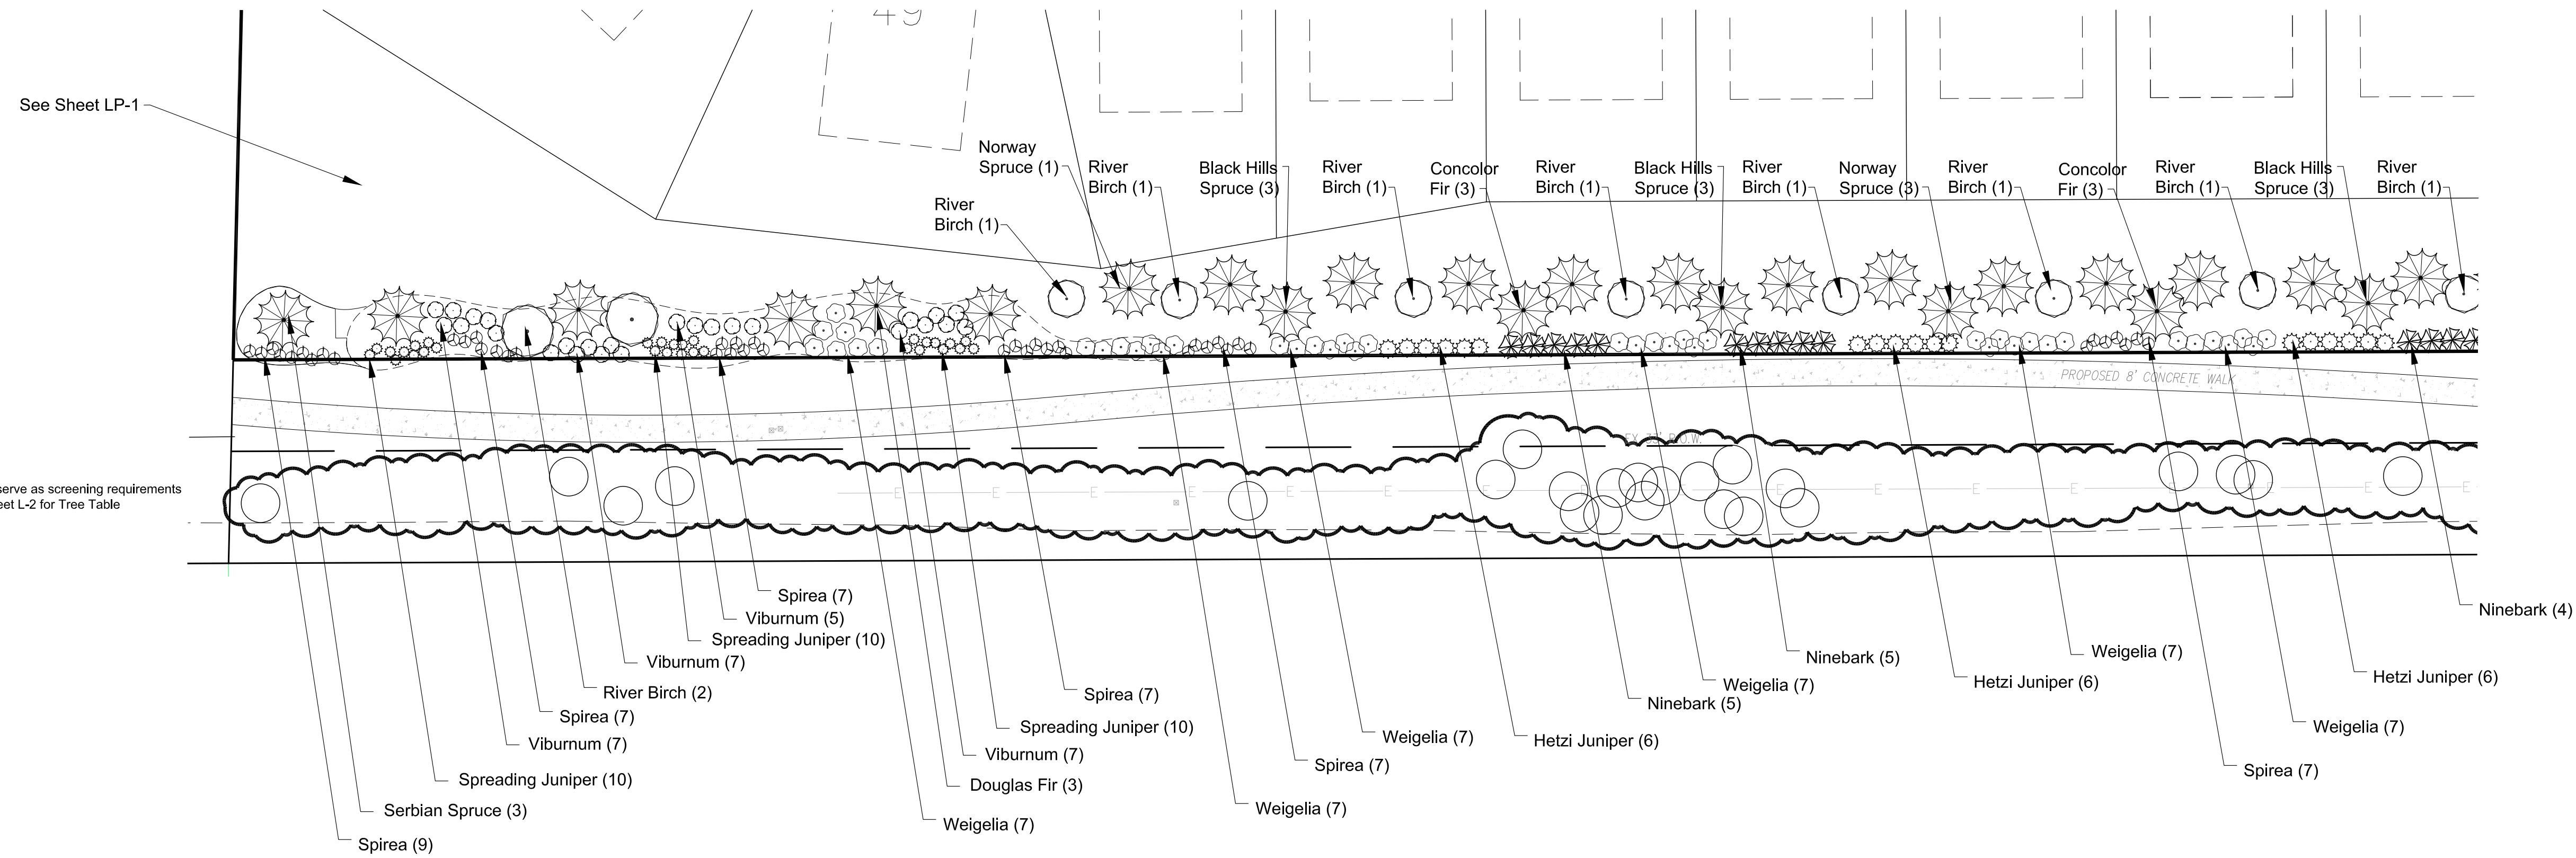 49
See Sheet LP-1
Norway
Spruce (1)
River
Birch (1)
River
Birch (1)
Black Hills
Spruce (3)
River
Birch (1)
Concolor
Fir (3)
River
Birch (1)
Black Hills
Spruce (3)
River
Birch (1)
Norway
Spruce (3)
River
Birch (1)
Concolor
Fir (3)
River
Birch (1)
Black Hills
Spruce (3)
River
Birch (1)
PROPOSED 8' CONCRETE WALK
R.O.W.
serve as screening requirements
eet L-2 for Tree Table
E E E E E E E E E E E E E
Spirea (7)
Viburnum (5)
Spreading Juniper (10)
Viburnum (7)
River Birch (2)
Spirea (7)
Viburnum (7)
Spreading Juniper (10)
Serbian Spruce (3)
Spirea (9)
Spirea (7)
Spreading Juniper (10)
Viburnum (7)
Douglas Fir (3)
Weigelia (7)
Weigelia (7)
Spirea (7)
Weigelia (7)
Hetzi Juniper (6)
Ninebark (5)
Weigelia (7)
Ninebark (5)
Hetzi Juniper (6)
Weigelia (7)
Spirea (7)
Weigelia (7)
Hetzi Juniper (6)
Ninebark (4)